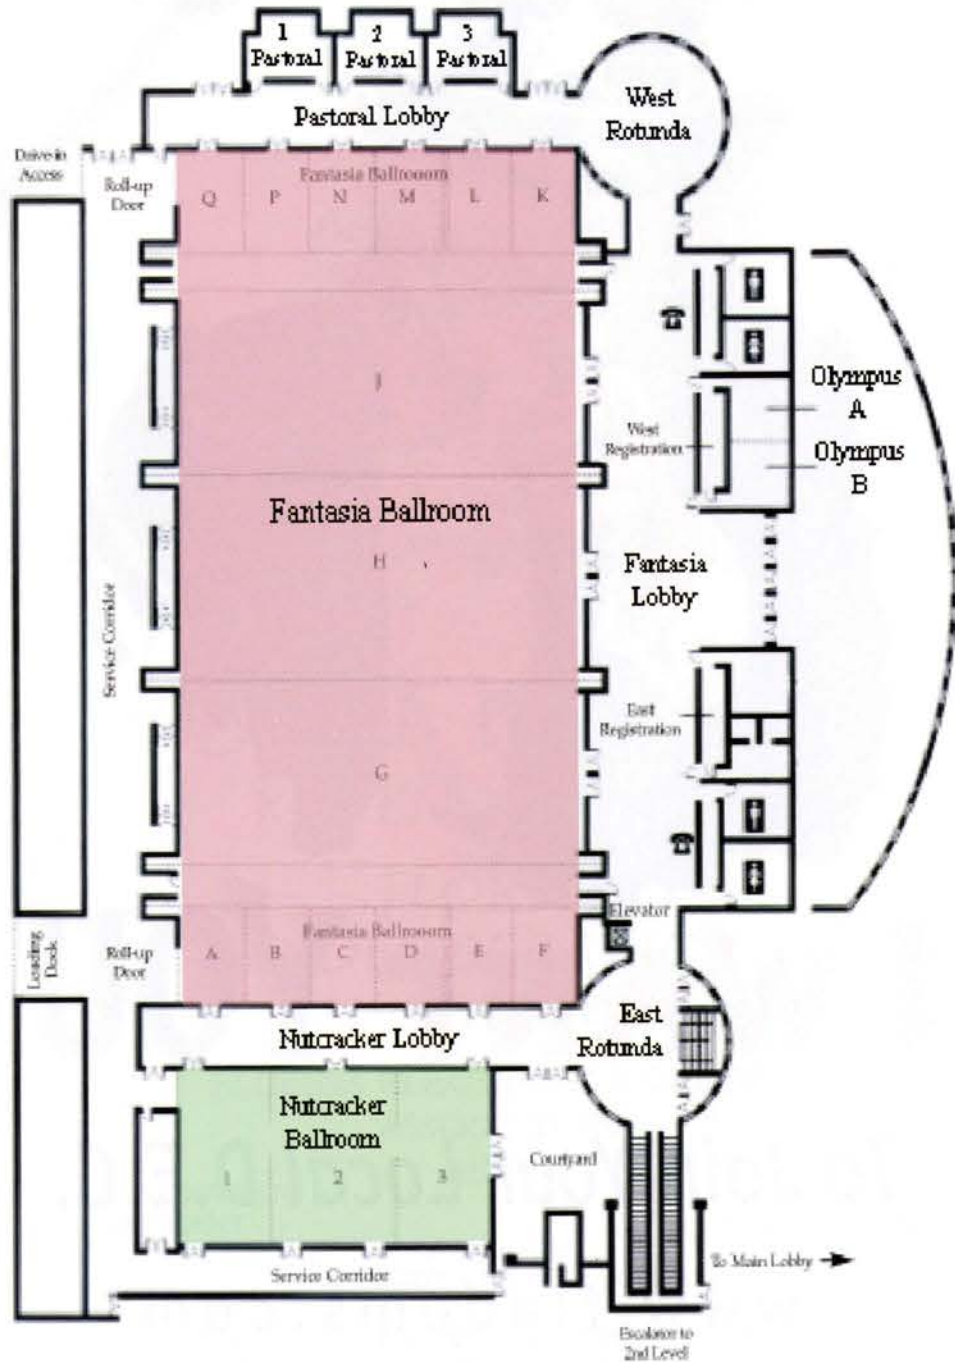 1
Pastoral
2
Pastoral
3
Pastoral
Pastoral Lobby
West
Rotunda
Drive-in
Access
Roll-up
Door
Fantasia Ballrooom
Q P N M L K
J
Olympus
A
West
Registration
Olympus
B
Fantasia Ballroom
H
Fantasia
Lobby
Service Corridor
East
Registration
G
Elevator
Fantasia Ballrooom
A B C D E F
Loading
Dock
Roll-up
Door
Nutcracker Lobby
East
Rotunda
Nutcracker
Ballroom
1 2 3
Courtyard
Service Corridor
To Main Lobby
Escalator to
2nd Level